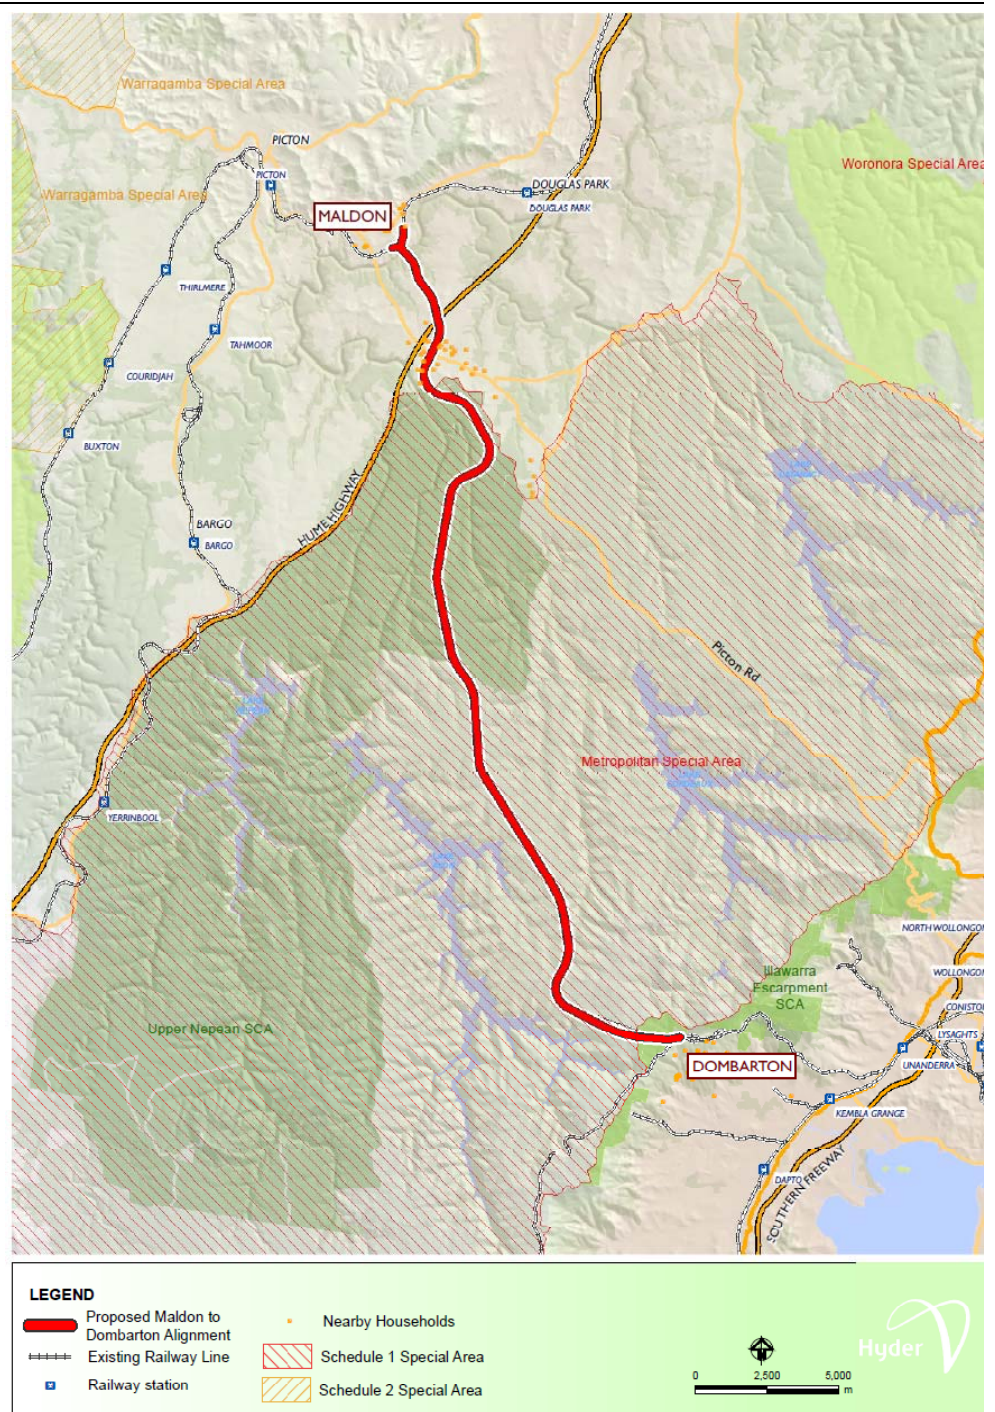 Warragamba Special Area
Woronora Special Area
PICTON
PICTON
Warragamba Special Area
DOUGLAS PARK
DOUGLAS PARK
MALDON
THIRLMERE
TAHMOOR
COURIDJAH
BUXTON
HUME HIGHWAY
BARGO
BARGO
Picton Rd
Metropolitan Special Area
YERRINBOOL
NORTH WOLLONGON
WOLLONGON
Illawarra
Escarpment
SCA
CONISTON
LYSAGHTS
Upper Nepean SCA
UNANDERRA
DOMBARTON
KEMBLA GRANGE
DAPTO
SOUTHERN FREEWAY
LEGEND
Proposed Maldon to
Dombarton Alignment
Nearby Households
Existing Railway Line
Schedule 1 Special Area
Railway station
Schedule 2 Special Area
0 2,500 5,000
m
Hyder